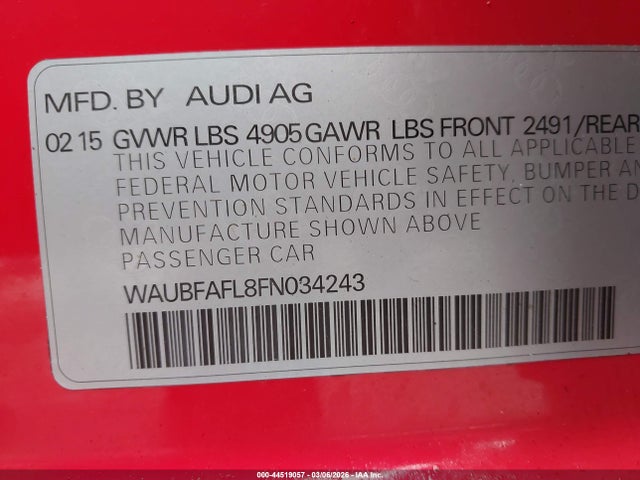 MFD. BY AUDI AG
02 15 GVWR LBS 4905 GAWR LBS FRONT 2491/REAR
THIS VEHICLE CONFORMS TO ALL APPLICABLE
FEDERAL MOTOR VEHICLE SAFETY, BUMPER AN
PREVENTION STANDARDS IN EFFECT ON THE D
MANUFACTURE SHOWN ABOVE
PASSENGER CAR
WAUBFAFL8FN034243
000-44519057 - 03/06/2026 - IAA Inc.